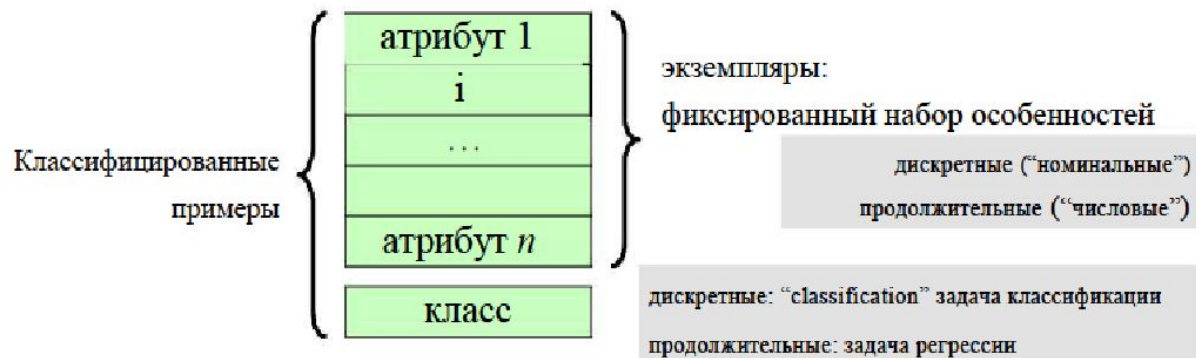 атрибут 1
i
...
атрибут n
класс
Классифицированные
примеры
экземпляры:
фиксированный набор особенностей
дискретные (“номинальные”)
продолжительные (“числовые”)
дискретные: “classification” задача классификации
продолжительные: задача регрессии